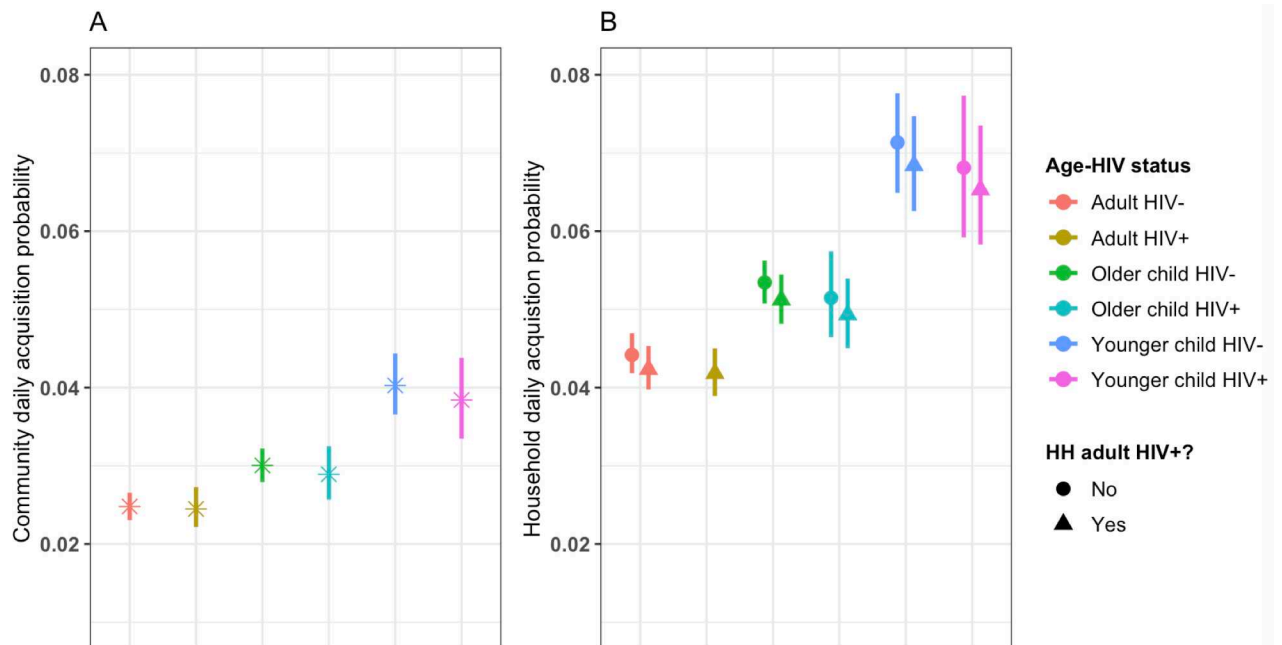 A
B
Community daily acquisition probability
0.08
0.06
0.04
0.02
Household daily acquisition probability
0.08
0.06
0.04
0.02
Age-HIV status
Adult HIV-
Adult HIV+
Older child HIV-
Older child HIV+
Younger child HIV-
Younger child HIV+
HH adult HIV+?
No
Yes